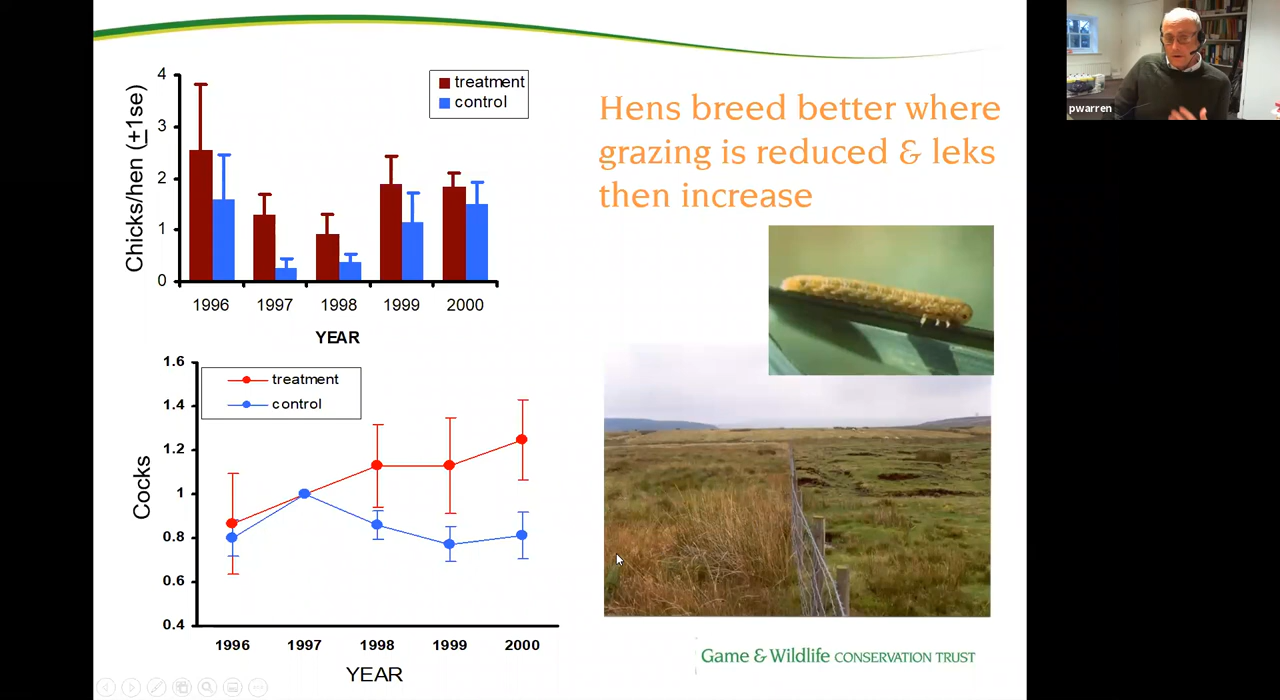 Hens breed better where
grazing is reduced & leks
then increase
Chicks/hen (±1se)
4
3
2
1
0
treatment
control
1996 1997 1998 1999 2000
YEAR
Cocks
1.6
1.4
1.2
1
0.8
0.6
0.4
treatment
control
1996 1997 1998 1999 2000
YEAR
Game & Wildlife CONSERVATION TRUST
pwarren